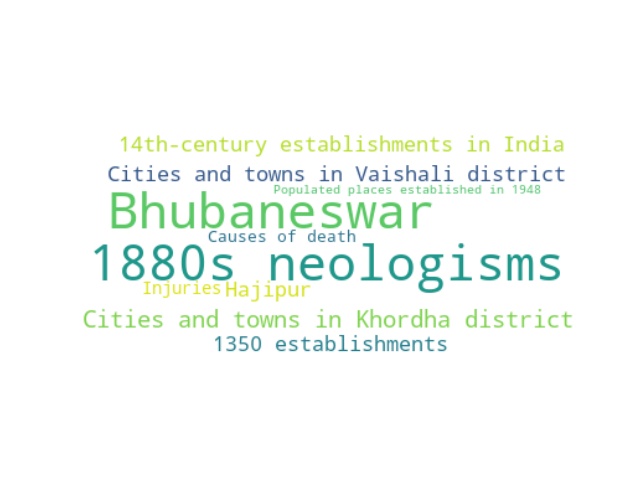 14th-century establishments in India
Cities and towns in Vaishali district
Populated places established in 1948
Bhubaneswar
Causes of death
1880s neologisms
Injuries
Hajipur
Cities and towns in Khordha district
1350 establishments